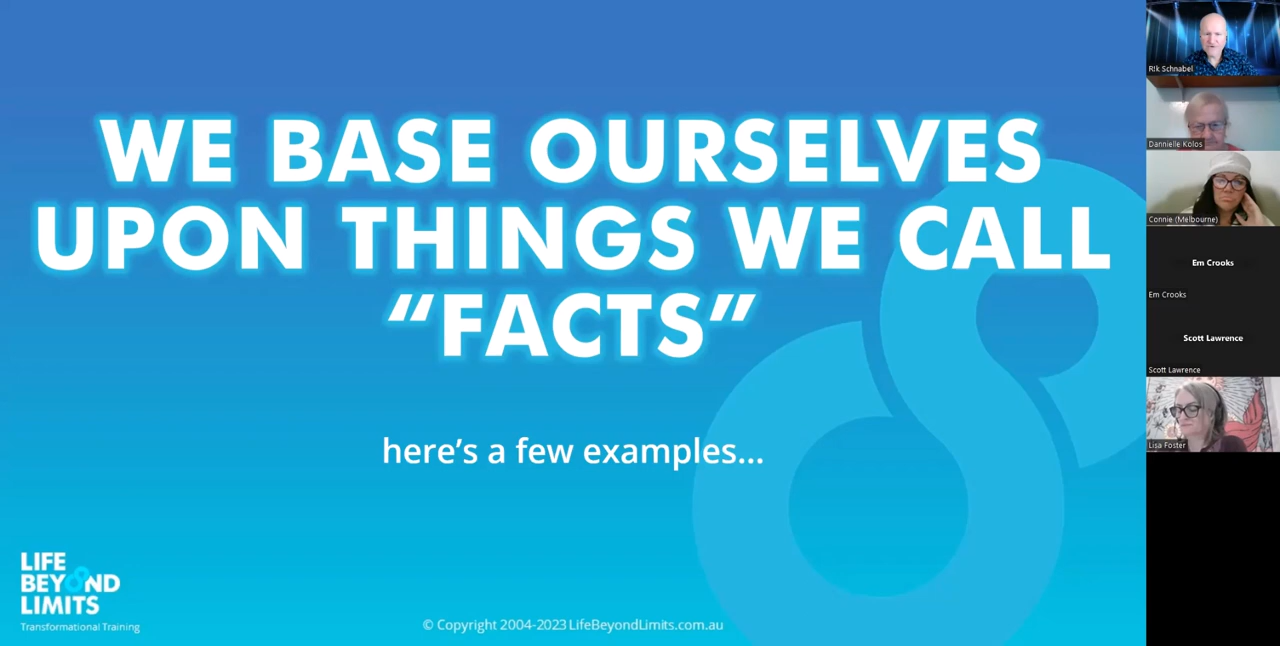 WE BASE OURSELVES
UPON THINGS WE CALL
“FACTS”
here’s a few examples...
LIFE
BEYOND
LIMITS
Transformational Training
© Copyright 2004-2023 LifeBeyondLimits.com.au
R!k Schnabel
Dannielle Kolos
Connie (Melbourne)
Em Crooks
Em Crooks
Scott Lawrence
Scott Lawrence
Lisa Foster